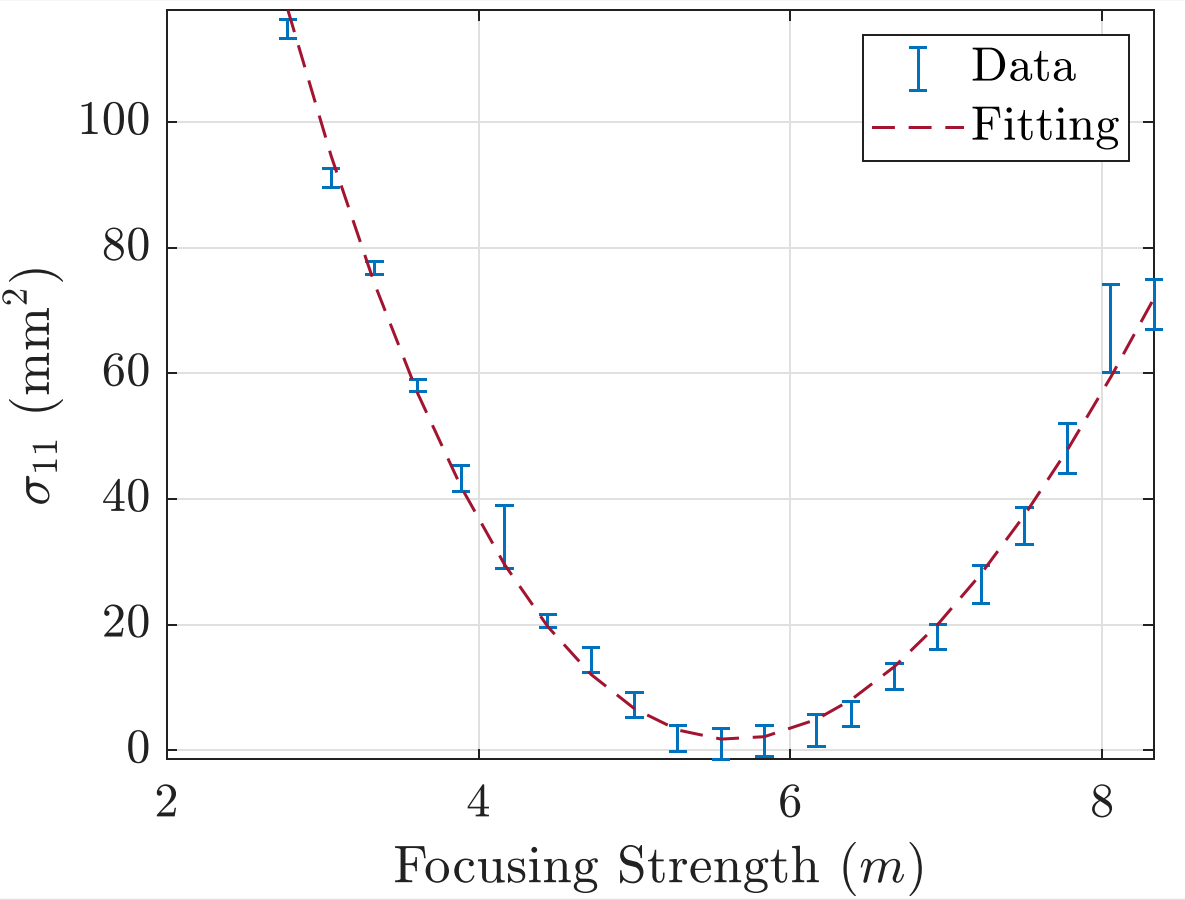 Data
Fitting
100
80
60
40
20
0
σ₁₁ (mm²)
2 4 6 8
Focusing Strength (m)